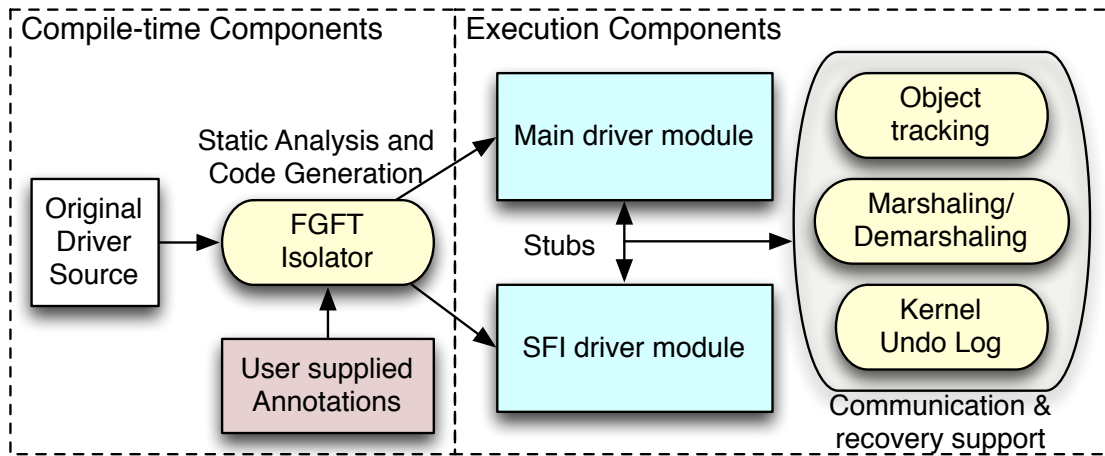 Compile-time Components
Execution Components
Static Analysis and
Code Generation
Original
Driver
Source
FGFT
Isolator
User supplied
Annotations
Main driver module
Stubs
SFI driver module
Object
tracking
Marshaling/
Demarshaling
Kernel
Undo Log
Communication &
recovery support